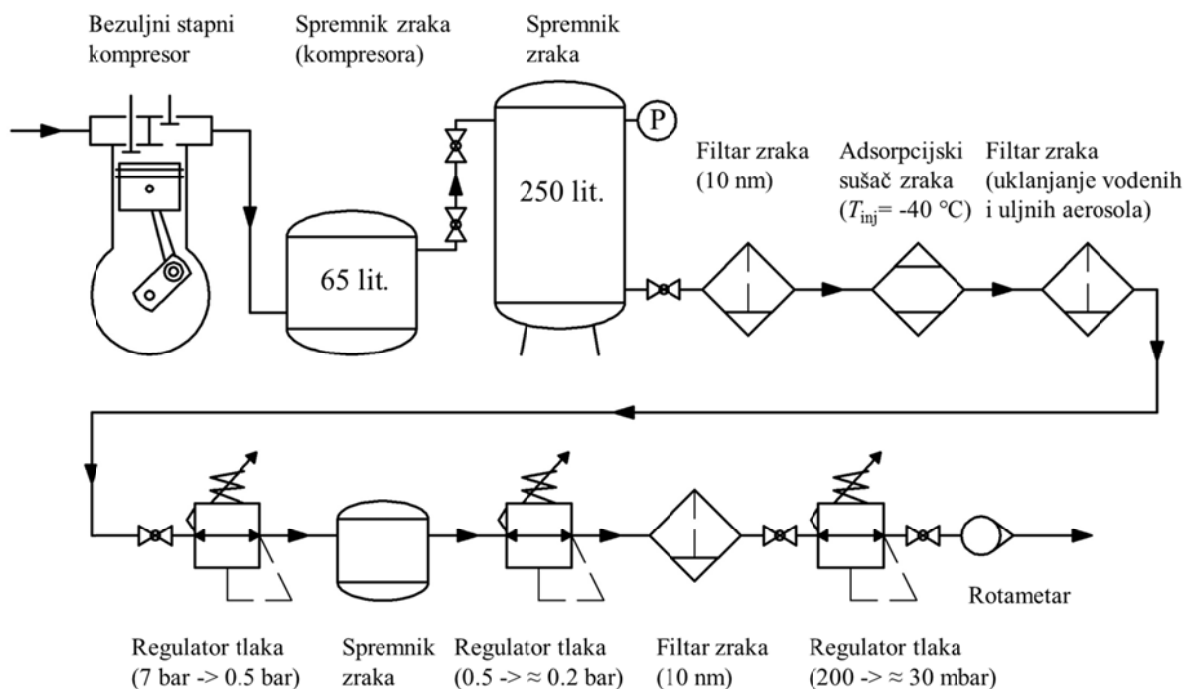 Bezuljni stapni
kompresor
Spremnik zraka
(kompresora)
Spremnik
zraka
P
Filtar zraka
(10 nm)
Adsorpcijski
sušač zraka
(Tinj= -40 °C)
Filtar zraka
(uklanjanje vodenih
i uljnih aerosola)
65 lit.
250 lit.
Rotametar
Regulator tlaka
(7 bar -> 0.5 bar)
Spremnik
zraka
Regulator tlaka
(0.5 -> ≈ 0.2 bar)
Filtar zraka
(10 nm)
Regulator tlaka
(200 -> ≈ 30 mbar)